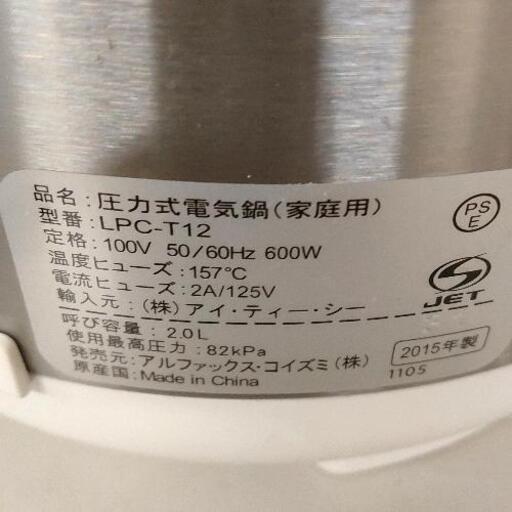 品名：圧力式電気鍋（家庭用）
型番：LPC-T12
定格：100V 50/60Hz 600W
温度ヒューズ：157℃
電流ヒューズ：2A/125V
輸入元：（株）アイ・ティー・シー
呼び容量：2.0L
使用最高圧力：82kPa
発売元：アルファックス・コイズミ（株）
原産国：Made in China
PS
E
JET
2015年製
1105